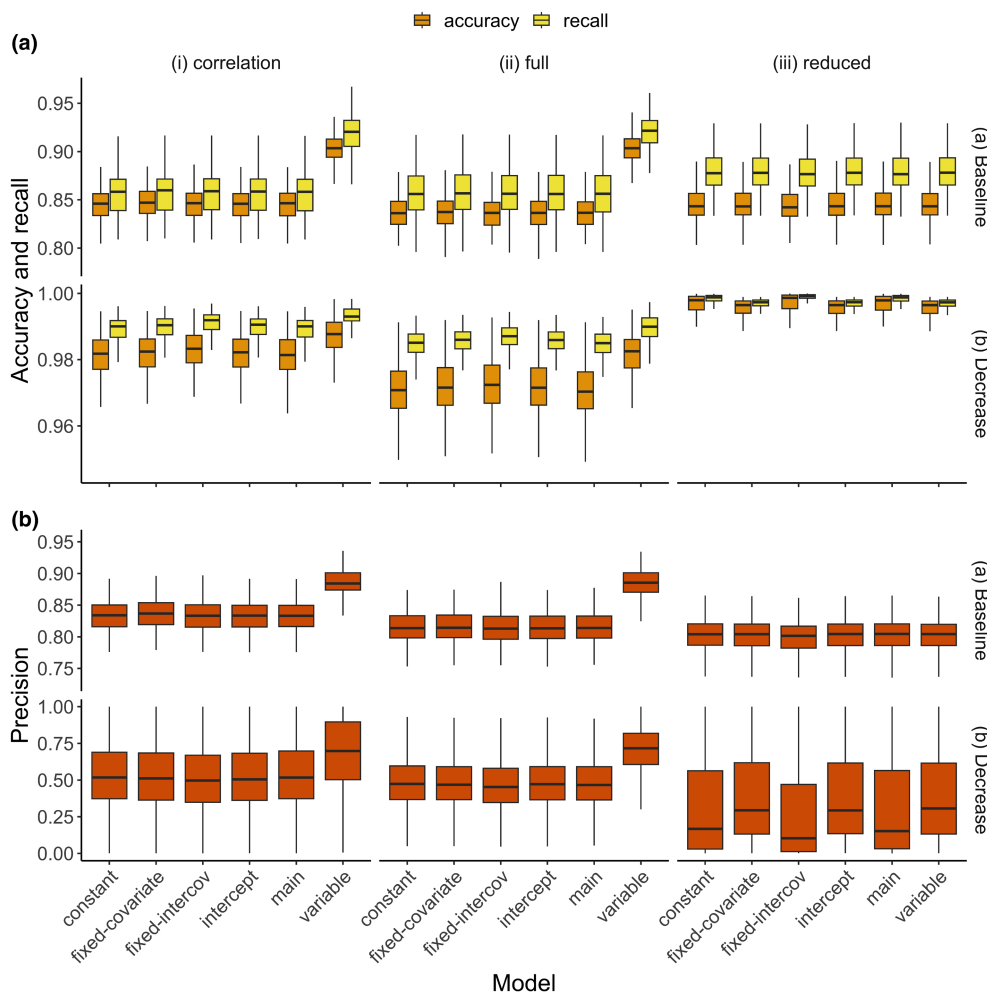 accuracy recall
(a)
(i) correlation (ii) full (iii) reduced
Accuracy and recall
0.95
0.90
0.85
0.80
(a) Baseline
1.00
0.98
0.96
(b) Decrease
(b)
Precision
0.95
0.90
0.85
0.80
0.75
(a) Baseline
1.00
0.75
0.50
0.25
0.00
(b) Decrease
constant fixed-covariate fixed-intercov intercept main variable constant fixed-covariate fixed-intercov intercept main variable constant fixed-covariate fixed-intercov intercept main variable
Model